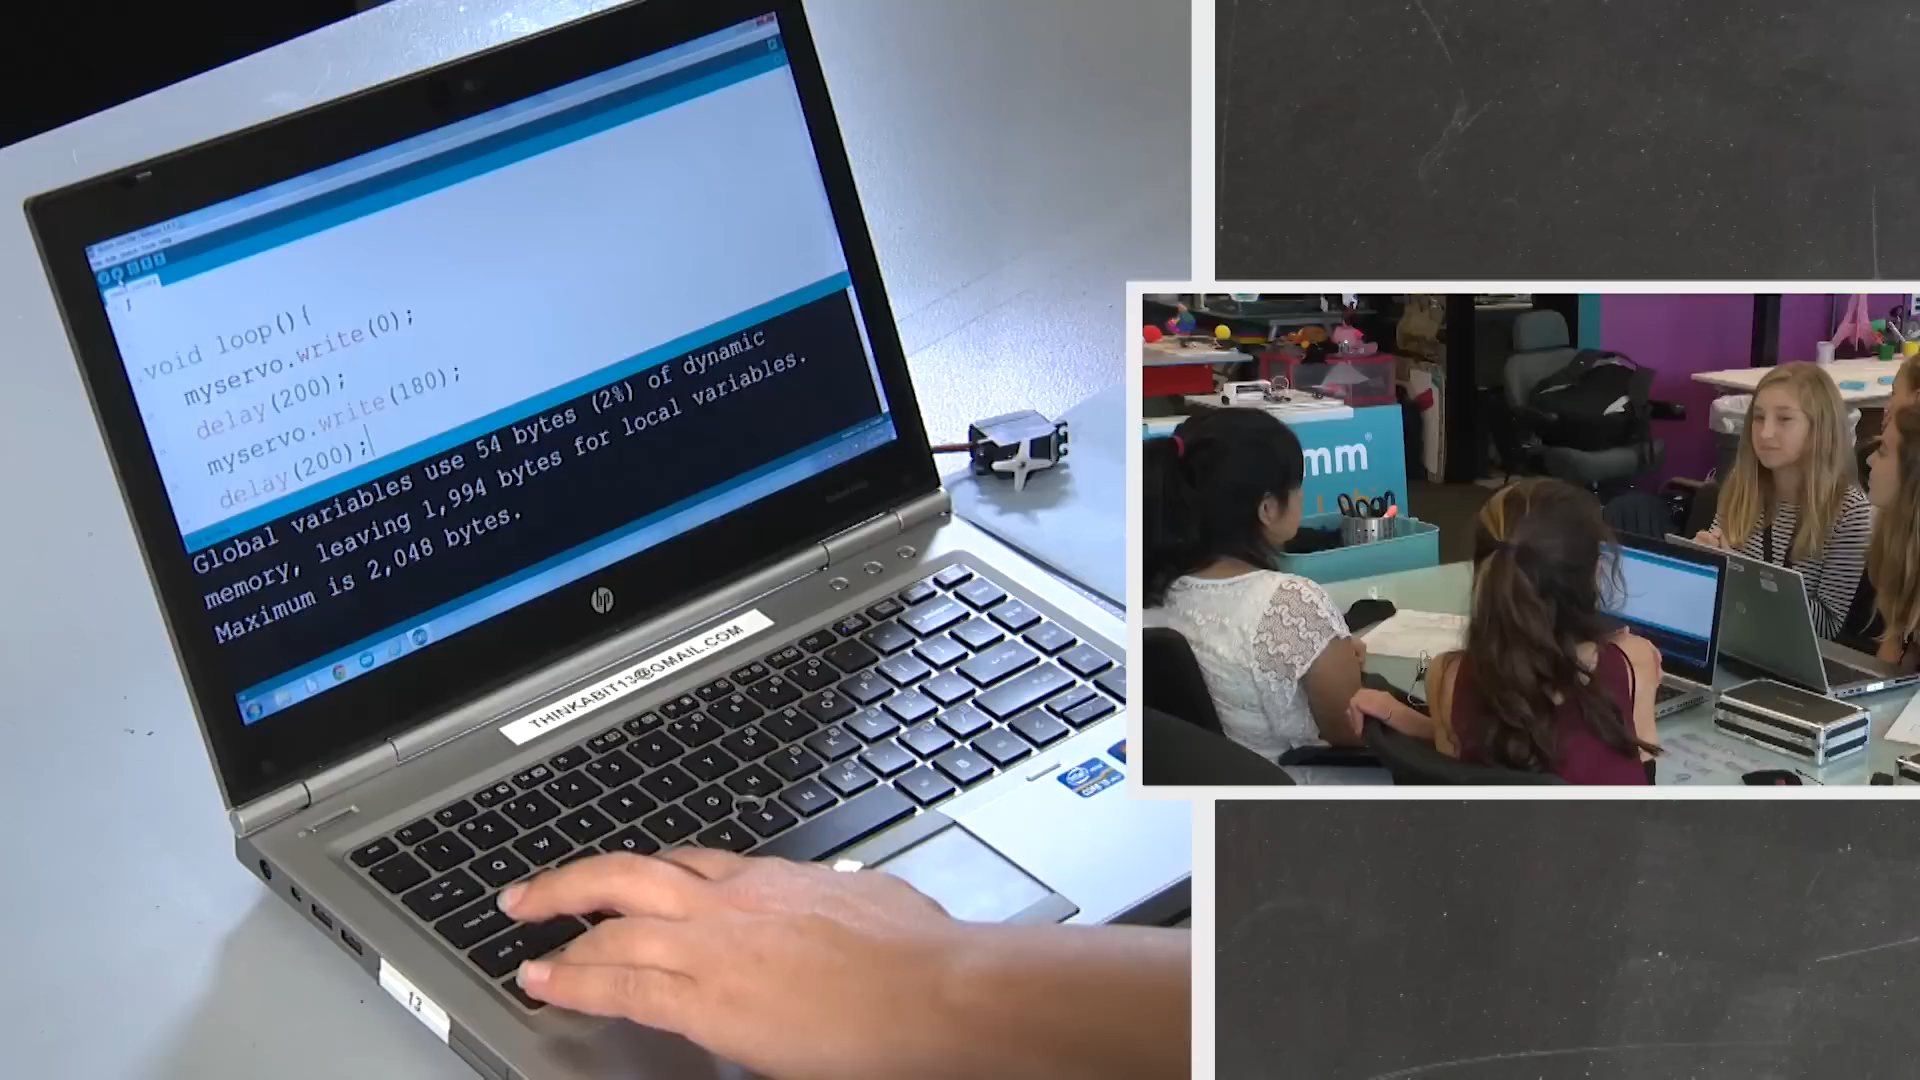 }
void loop(){
myservo.write(0);
delay(200);
myservo.write(180);
delay(200);
Global variables use 54 bytes (2%) of dynamic
memory, leaving 1,994 bytes for local variables.
Maximum is 2,048 bytes.
hp
THINKABIT13@GMAIL.COM
13
mm